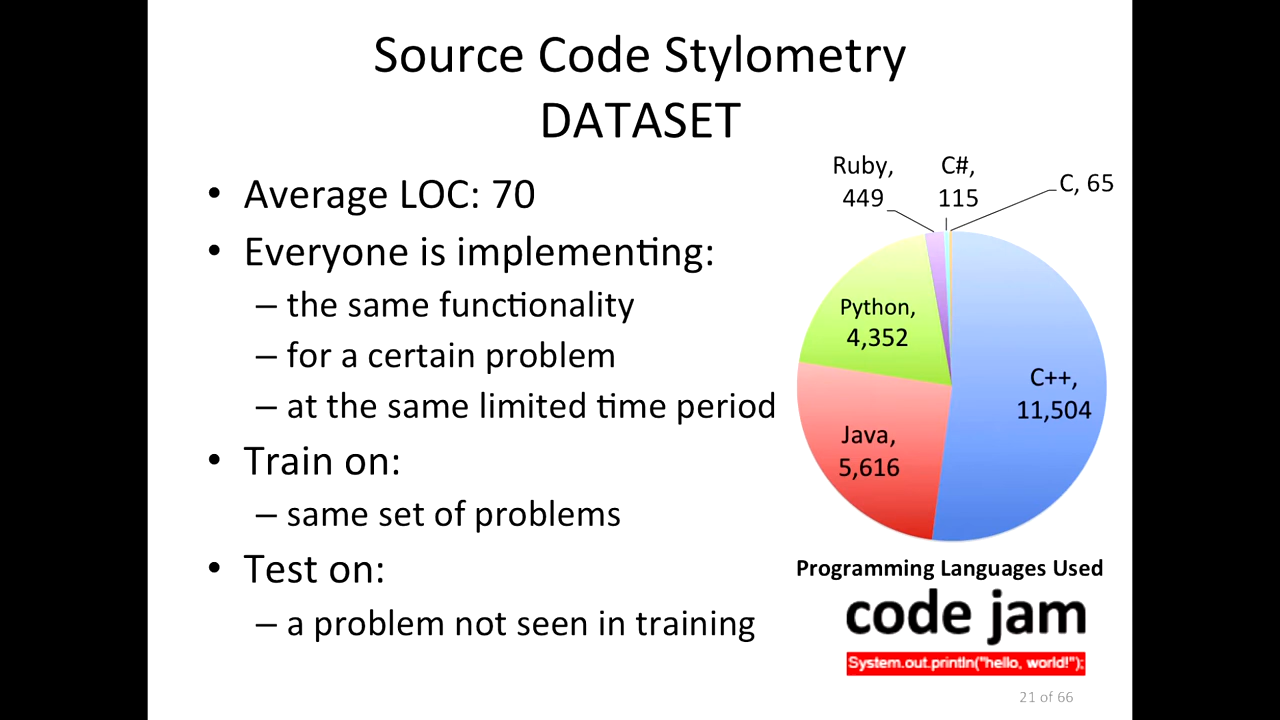 Source Code Stylometry
DATASET
• Average LOC: 70
• Everyone is implementing:
– the same functionality
– for a certain problem
– at the same limited time period
• Train on:
– same set of problems
• Test on:
– a problem not seen in training
Ruby,
449
C#,
115
C, 65
Python,
4,352
C++,
11,504
Java,
5,616
Programming Languages Used
code jam
System.out.println("hello, world!");
21 of 66